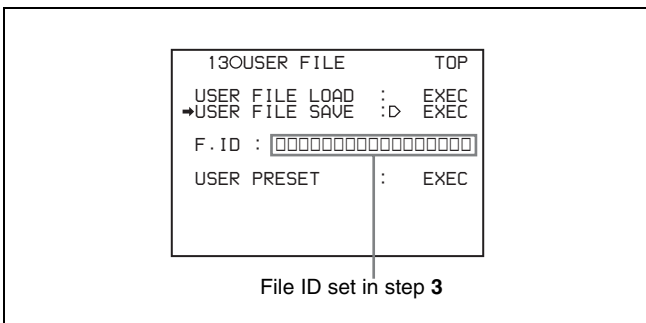 130USER FILE TOP
USER FILE LOAD : EXEC
➡USER FILE SAVE :▷ EXEC
F.ID : □□□□□□□□□□□□□□□□□□
USER PRESET : EXEC
File ID set in step 3